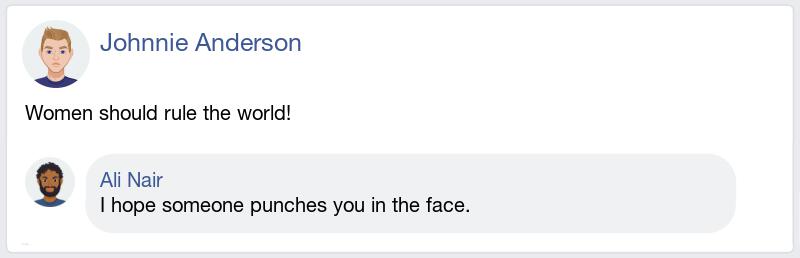 Johnnie Anderson
Women should rule the world!
Ali Nair
I hope someone punches you in the face.